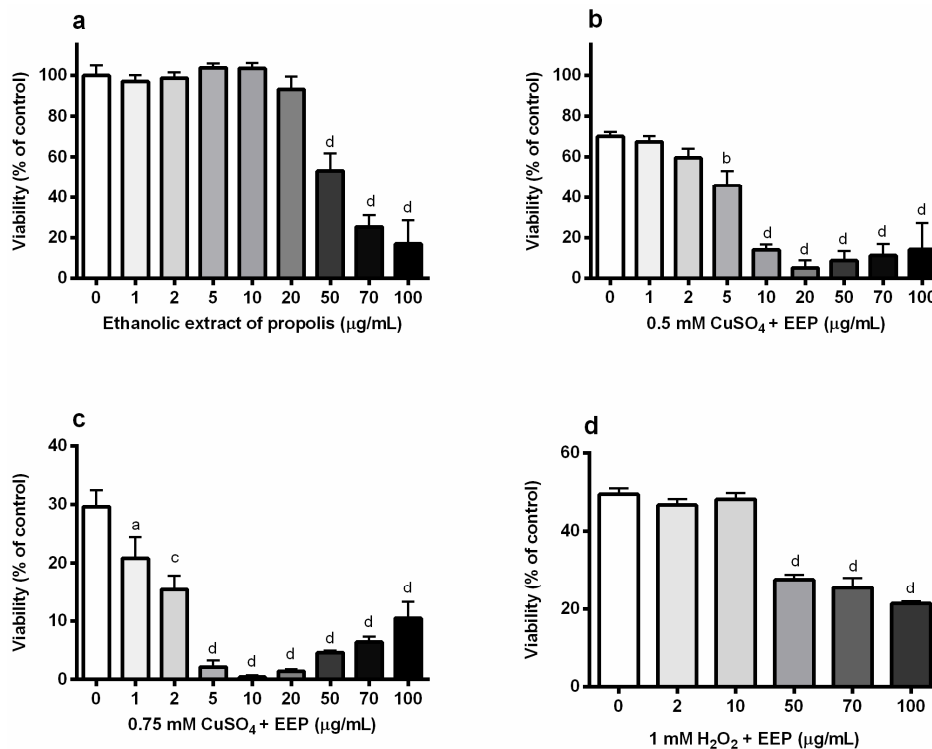 a
Viability (% of control)
100
80
60
40
20
0
d
d
d
0 1 2 5 10 20 50 70 100
Ethanolic extract of propolis (μg/mL)
b
Viability (% of control)
100
80
60
40
20
0
b
d
d
d
d
d
0 1 2 5 10 20 50 70 100
0.5 mM CuSO₄ + EEP (μg/mL)
c
Viability (% of control)
40
30
20
10
0
a
c
d
d
d
d
d
d
0 1 2 5 10 20 50 70 100
0.75 mM CuSO₄ + EEP (μg/mL)
d
Viability (% of control)
60
40
20
0
d
d
d
0 2 10 50 70 100
1 mM H₂O₂ + EEP (μg/mL)